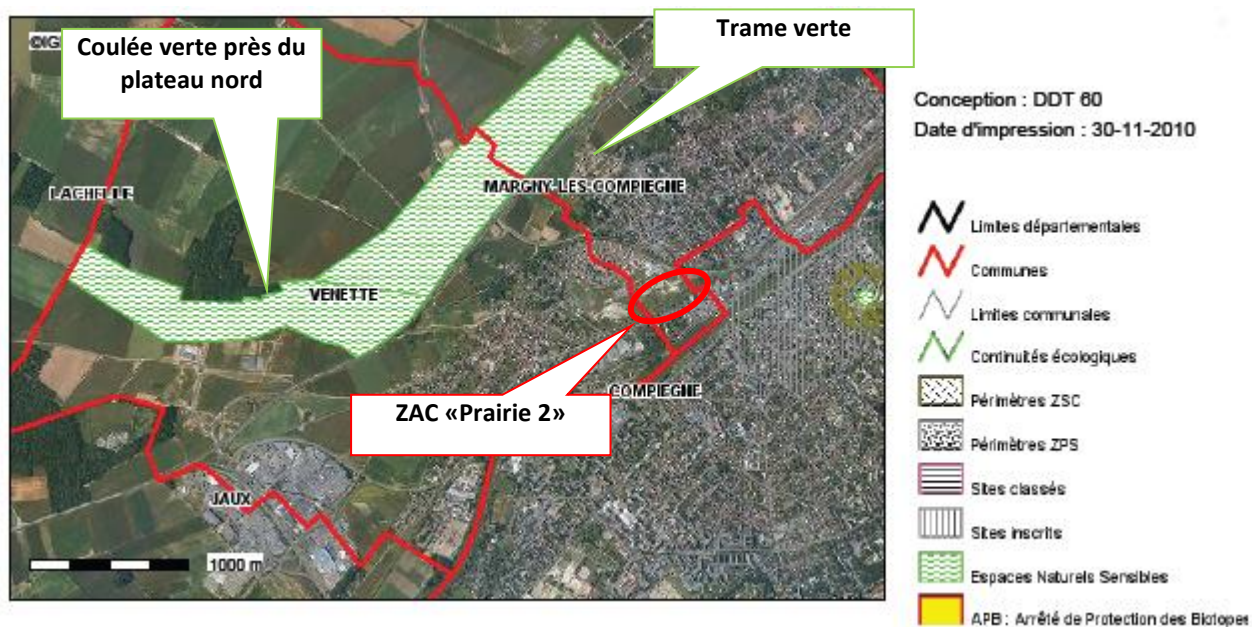 ©IG
Coulée verte près du
plateau nord
Trame verte
LACHELLE
MARGNY-LES-COMPIEGNE
VENETTE
COMPIEGNE
ZAC «Prairie 2»
JAUX
1000 m
Conception : DDT 60
Date d'impression : 30-11-2010
Limites départementales
Communes
Limites communales
Continuités écologiques
Périmètres ZSC
Périmètres ZPS
Sites classés
Sites inscrits
Espaces Naturels Sensibles
APB : Arrêté de Protection des Biotopes